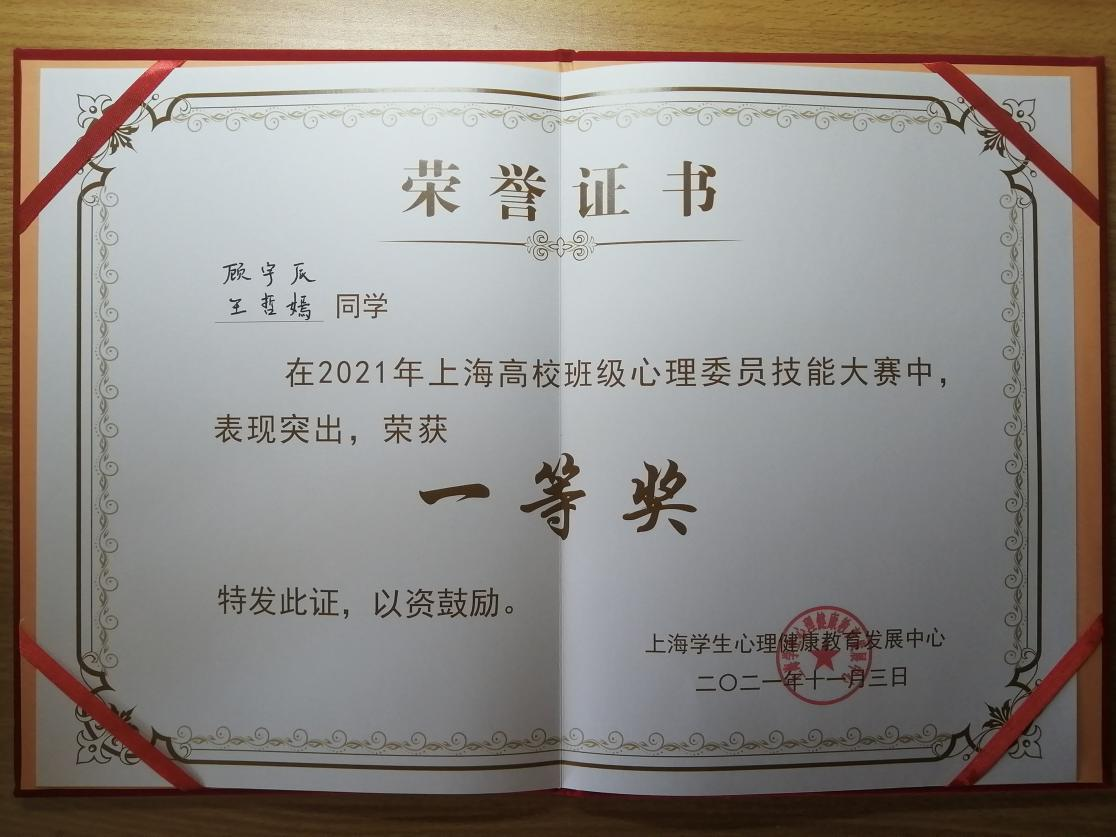 荣誉证书
顾宇辰
王哲嫣 同学
在2021年上海高校班级心理委员技能大赛中，
表现突出，荣获
一等奖
特发此证，以资鼓励。
上海学生心理健康教育发展中心
二〇二一年十一月三日